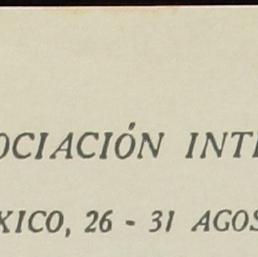 OCIACIÓN INT
XICO, 26 - 31 AGOS